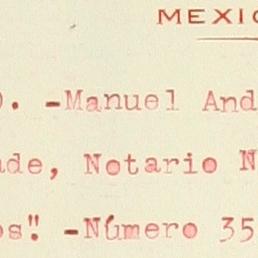 MEXIC
). -Manuel And
ade, Notario N
os". -Número 35